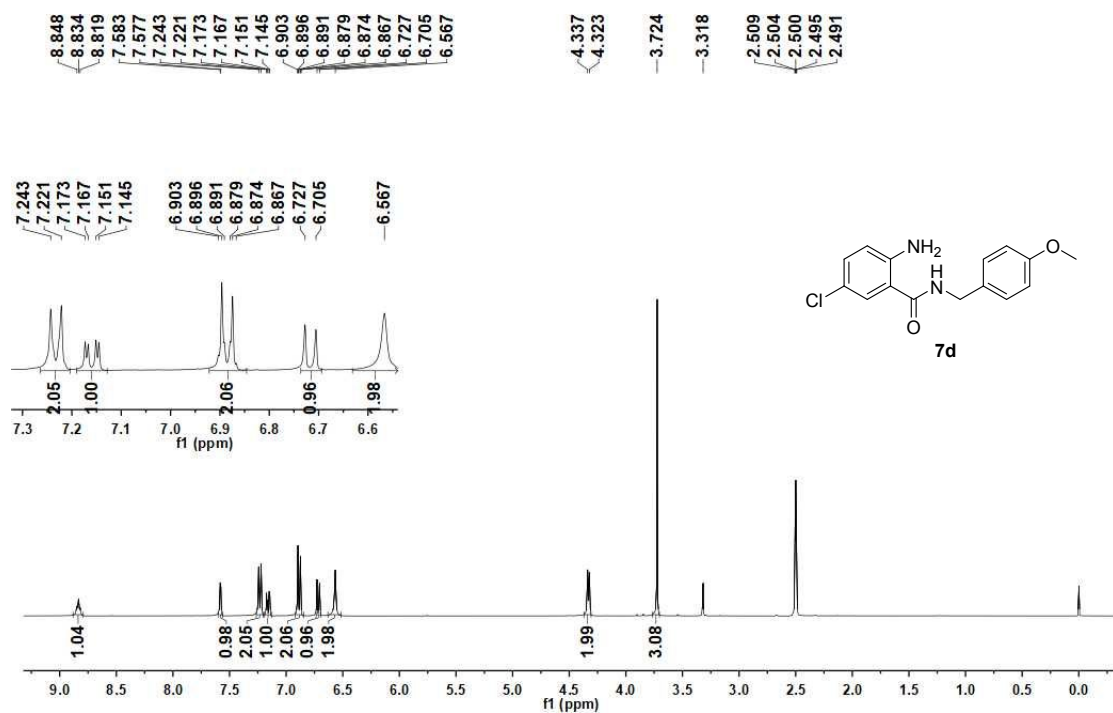 8.848 8.834 8.819 7.583 7.577 7.243 7.221 7.173 7.167 7.151 7.145 6.903 6.896 6.891 6.879 6.874 6.867 6.727 6.705 6.567 4.337 4.323 3.724 3.318 2.509 2.504 2.500 2.495 2.491
7.243 7.221 7.173 7.167 7.151 7.145 6.903 6.896 6.891 6.879 6.874 6.867 6.727 6.705 6.567
NH2
H
N
O
Cl
O
7d
2.05 1.00 2.06 0.96 1.98
7.3 7.2 7.1 7.0 6.9 6.8 6.7 6.6
f1 (ppm)
1.04 0.98 2.05 1.00 2.06 0.96 1.98 1.99 3.08
9.0 8.5 8.0 7.5 7.0 6.5 6.0 5.5 5.0 4.5 4.0 3.5 3.0 2.5 2.0 1.5 1.0 0.5 0.0
f1 (ppm)